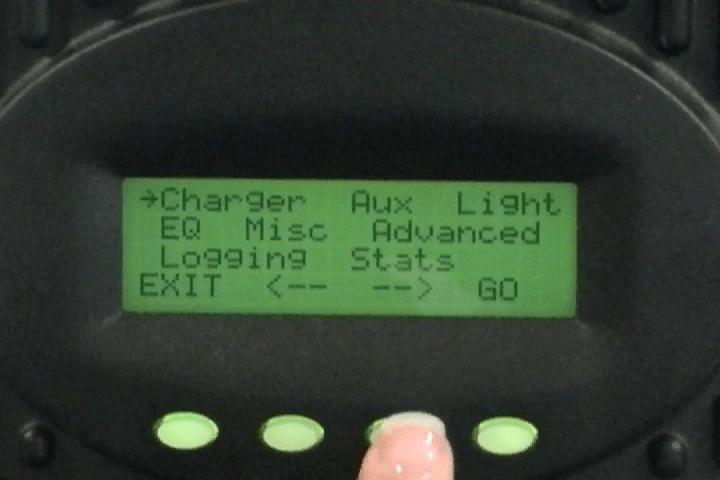 →Charger Aux Light
EQ Misc Advanced
Logging Stats
EXIT <-- --> GO